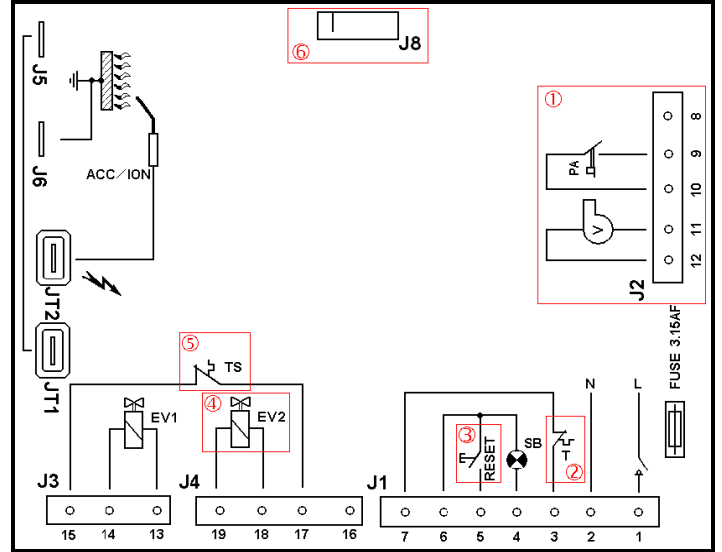 ⑥
J8
J5
①
8
9
PA
10
J6
ACC/ION
11
V
12
J2
JT2
FUSE 3.15AF
⑤
TS
JT1
④
EV1
EV2
N
L
③
SB
RESET
T
②
J3
J4
J1
15
14
13
19
18
17
16
7
6
5
4
3
2
1